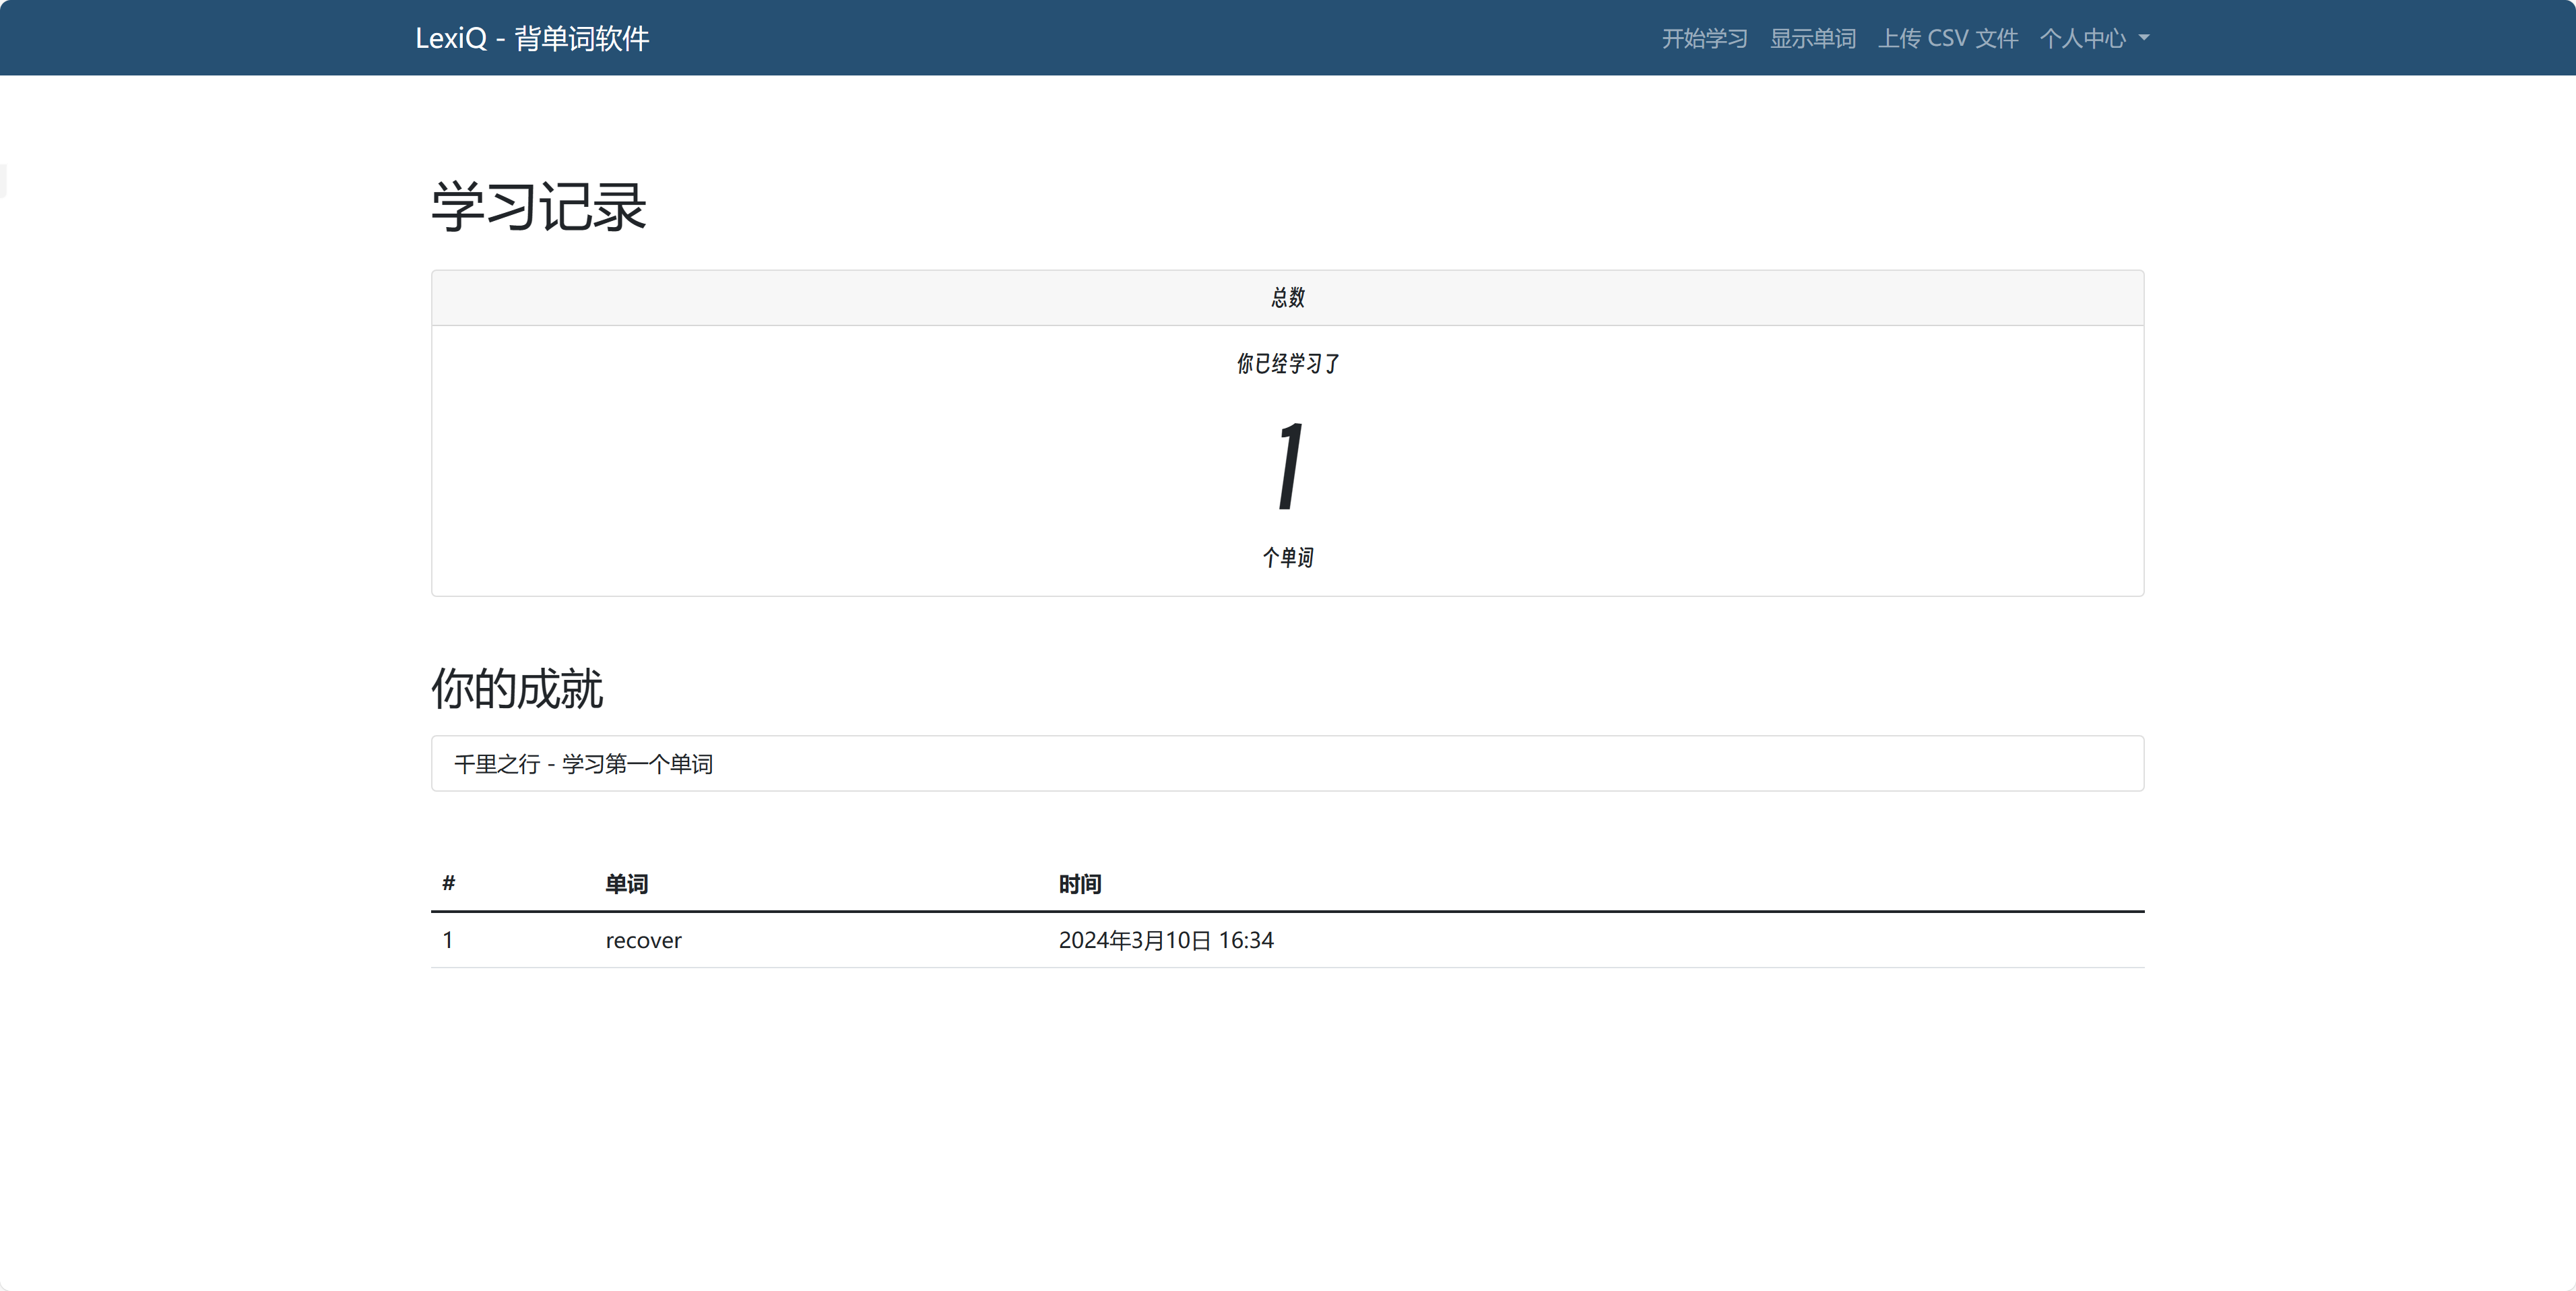 LexiQ - 背单词软件
开始学习 显示单词 上传 CSV 文件 个人中心
学习记录
总数
你已经学习了
1
个单词
你的成就
千里之行 - 学习第一个单词
# 单词 时间
1 recover 2024年3月10日 16:34